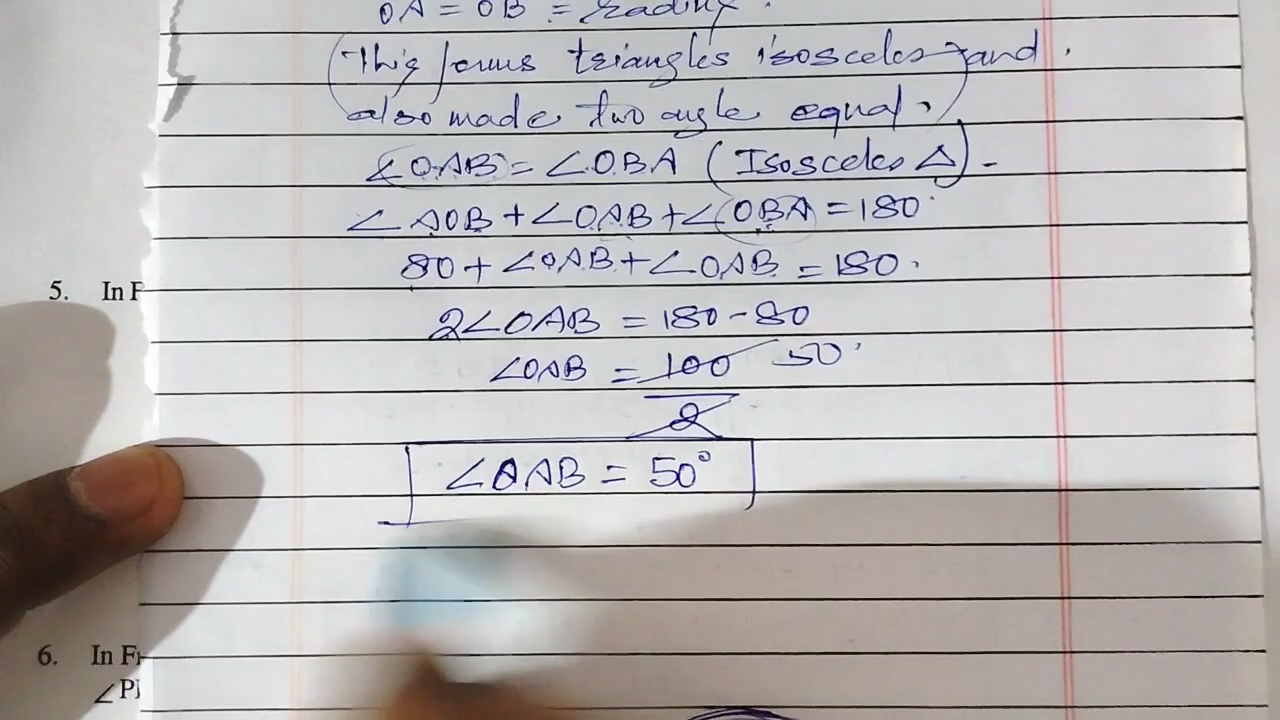 OA = OB = radius.
(This forms triangles isosceles and
also made two angle equal.)
∠OAB = ∠OBA (Isosceles △)
∠AOB + ∠OAB + ∠OBA = 180
80 + ∠OAB + ∠OAB = 180
5. In F
2∠OAB = 180 - 80
∠OAB = 100 50
2
∠OAB = 50°
6. In Fi
∠P